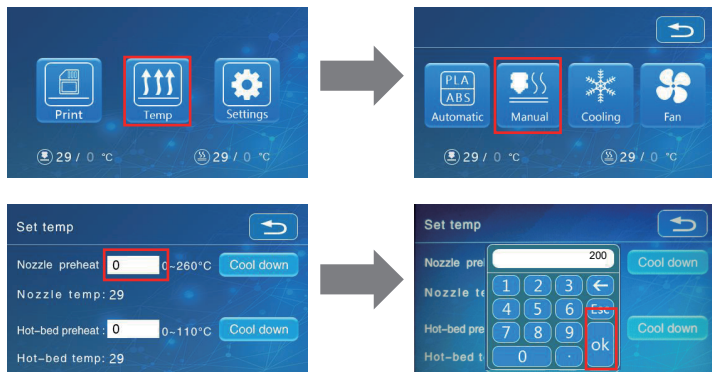 Print
Temp
Settings
29 / 0 °C
29 / 0 °C
PLA
ABS
Automatic
Manual
Cooling
Fan
29 / 0 °C
29 / 0 °C
Set temp
Nozzle preheat : 0 0~260°C Cool down
Nozzle temp: 29
Hot-bed preheat : 0 0~110°C Cool down
Hot-bed temp: 29
Set temp
200
Nozzle pre Cool down
1 2 3 ←
Nozzle te
4 5 6 Esc
Hot-bed pre 7 8 9 ok Cool down
Hot-bed t 0 .